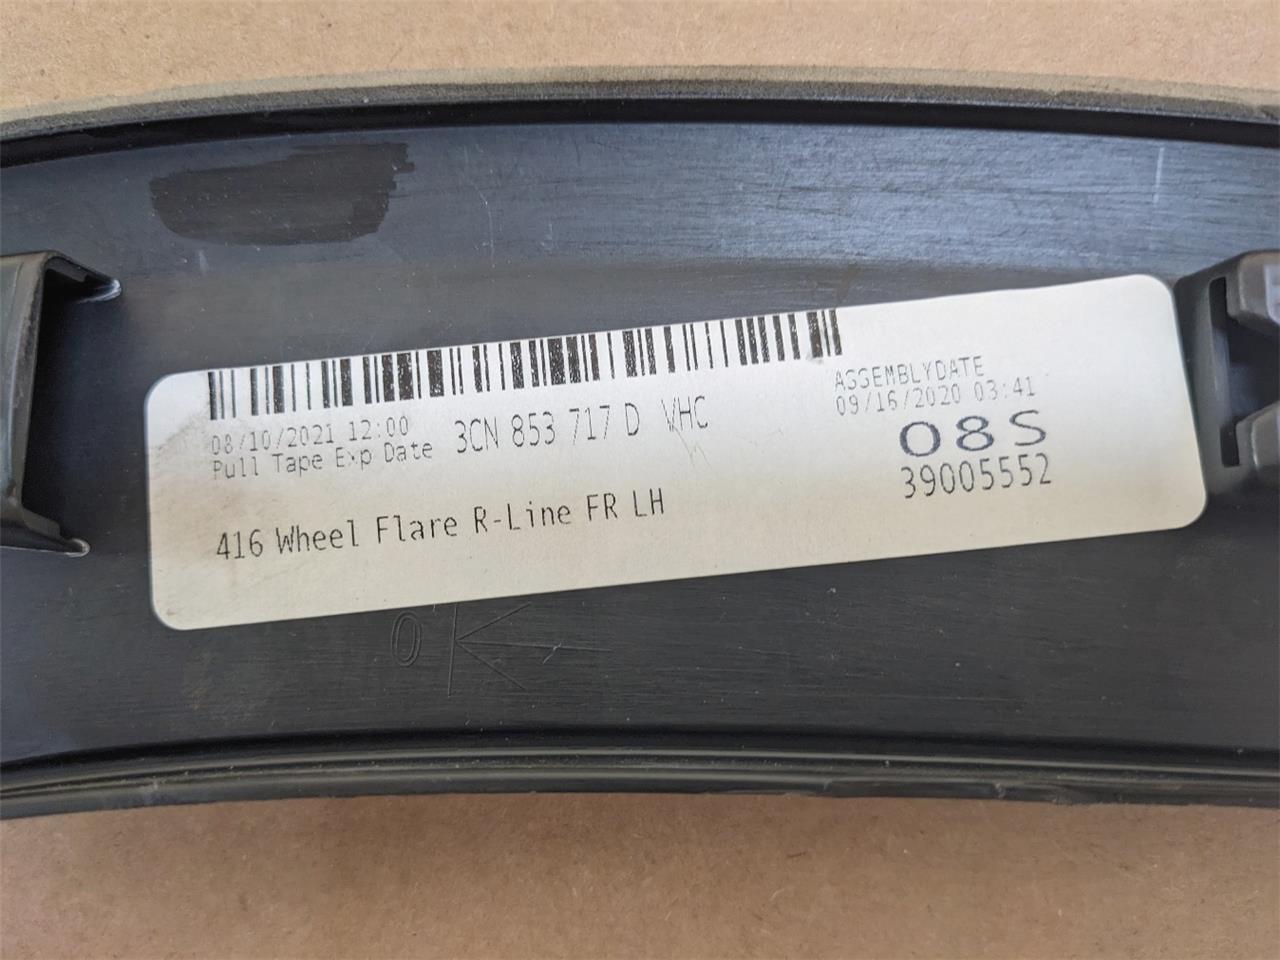 08/10/2021 12:00
Pull Tape Exp Date
3CN 853 717 D VHC
ASSEMBLYDATE
09/16/2020 03:41
08S
39005552
416 Wheel Flare R-Line FR LH
OK